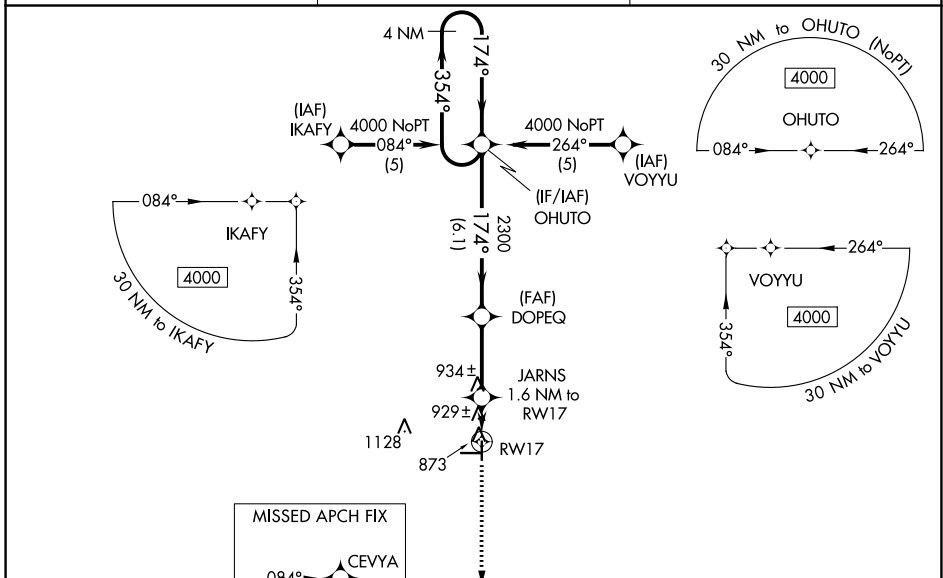 4 NM
174°
354°
30 NM to OHUTO (NoPT)
4000
OHUTO
084°
264°
(IAF)
IKAFY
4000 NoPT
084°
(5)
4000 NoPT
264°
(5)
(IAF)
VOYYU
(IF/IAF)
OHUTO
084°
IKAFY
4000
354°
30 NM to IKAFY
2300
174°
(6.1)
264°
VOYYU
4000
354°
30 NM to VOYYU
(FAF)
DOPEQ
934±
JARNS
1.6 NM to
RW17
929±
1128
873
RW17
MISSED APCH FIX
CEVYA
084°